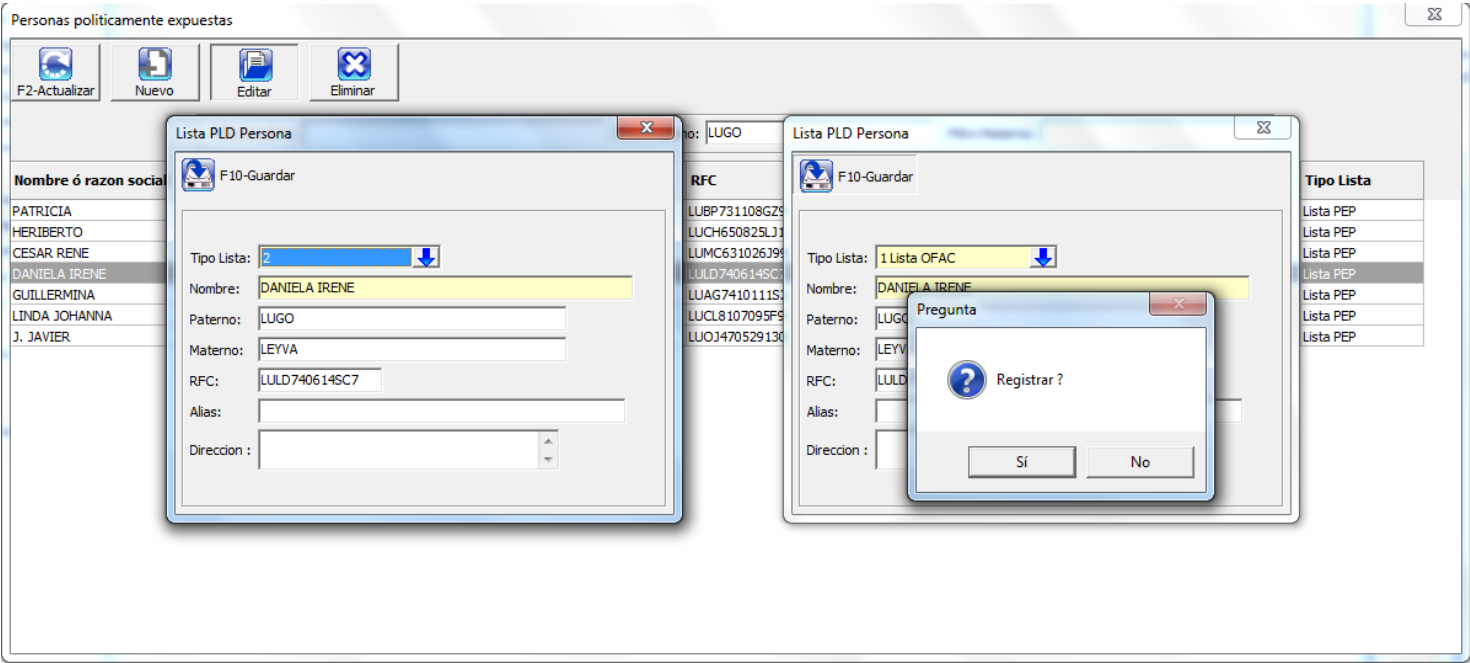 Personas politicamente expuestas
F2-Actualizar Nuevo Editar Eliminar
no: LUGO
Nombre ó razon social RFC Tipo Lista
PATRICIA LUBP731108GZ9 Lista PEP
HERIBERTO LUCH650825LJ1 Lista PEP
CESAR RENE LUMC631026J99 Lista PEP
DANIELA IRENE LULD740614SC7 Lista PEP
GUILLERMINA LUAG7410111S Lista PEP
LINDA JOHANNA LUCL8107095F9 Lista PEP
J. JAVIER LUOJ470529130 Lista PEP
Lista PLD Persona
F10-Guardar
Tipo Lista: 2
Nombre: DANIELA IRENE
Paterno: LUGO
Materno: LEYVA
RFC: LULD740614SC7
Alias:
Direccion :
Lista PLD Persona
F10-Guardar
Tipo Lista: 1 Lista OFAC
Nombre: DANIELA IRENE
Paterno: LUGO
Materno: LEYV
RFC: LULD
Alias:
Direccion :
Pregunta
Registrar ?
Sí No